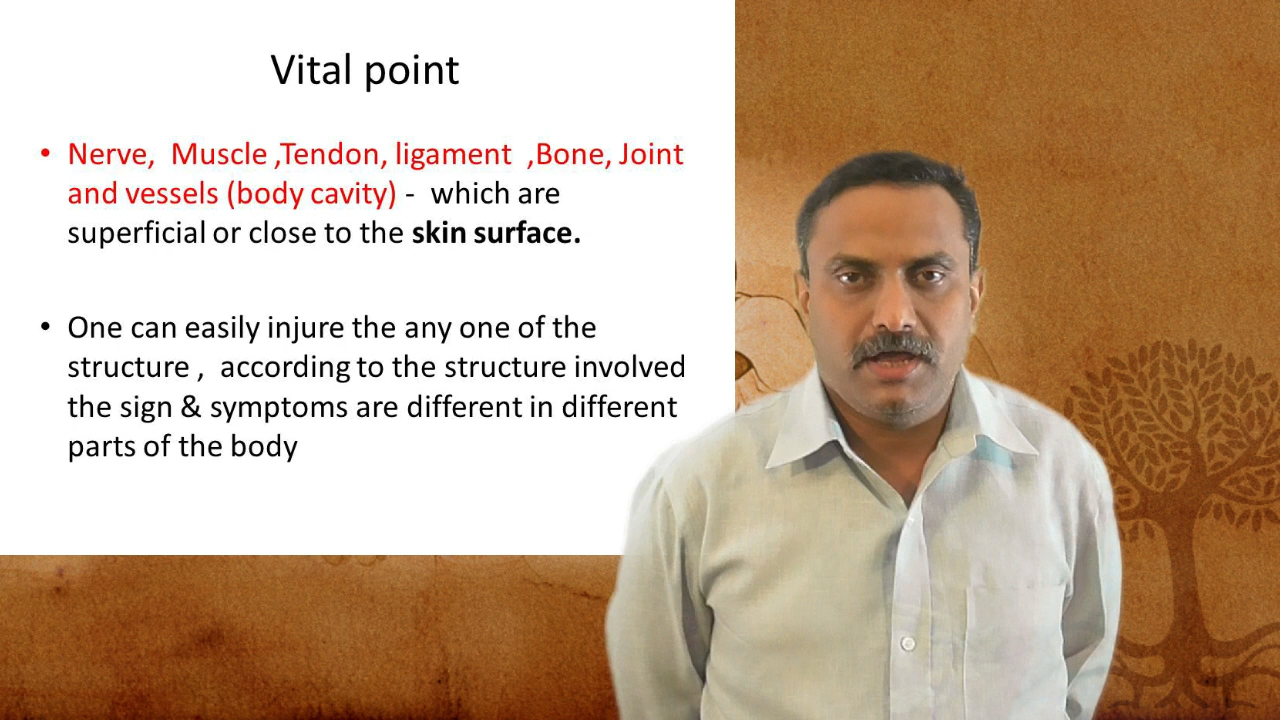 Vital point
• Nerve, Muscle ,Tendon, ligament ,Bone, Joint
and vessels (body cavity) - which are
superficial or close to the skin surface.
• One can easily injure the any one of the
structure , according to the structure involved
the sign & symptoms are different in different
parts of the body